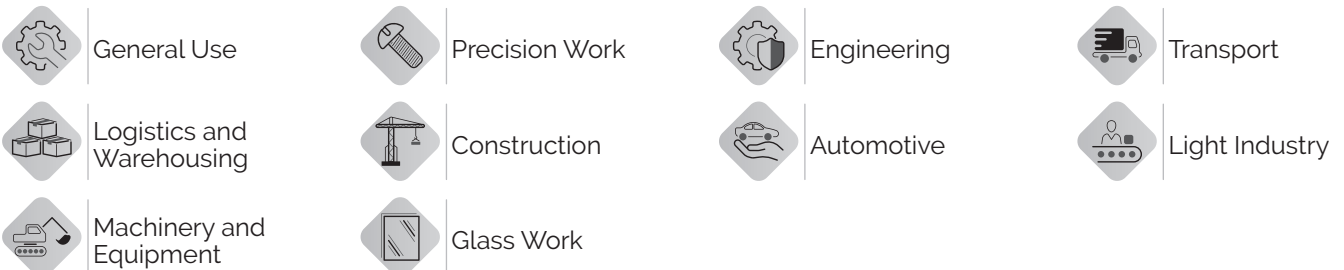 General Use
Precision Work
Engineering
Transport
Logistics and
Warehousing
Construction
Automotive
Light Industry
Machinery and
Equipment
Glass Work